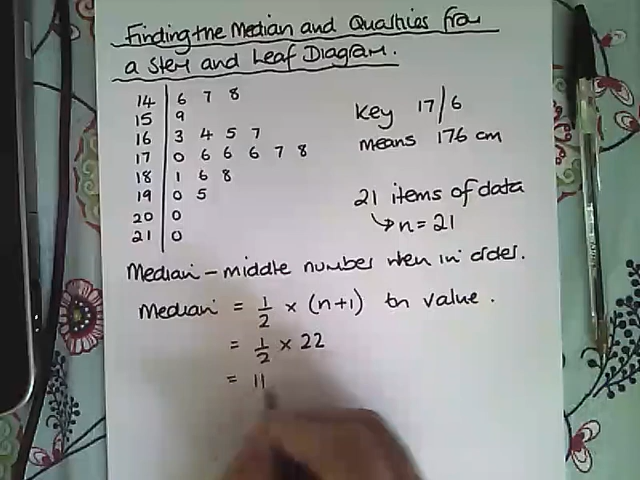 Finding the Median and Quartiles from
a Stem and Leaf Diagram.
14 | 6 7 8
15 | 9
16 | 3 4 5 7
17 | 0 6 6 6 7 8
18 | 1 6 8
19 | 0 5
20 | 0
21 | 0
Key 17/6
means 176 cm
21 items of data
↳ n = 21
Median - middle number when in order.
Median = 1/2 × (n+1) th value.
= 1/2 × 22
= 11